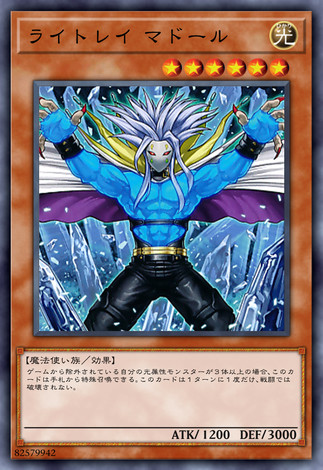 ライトレイ マドール
光
【魔法使い族／効果】
ゲームから除外されている自分の光属性モンスターが３体以上の場合、このカ
ードは手札から特殊召喚できる。このカードは１ターンに１度だけ、戦闘では
破壊されない。
ATK/ 1200 DEF/3000
82579942